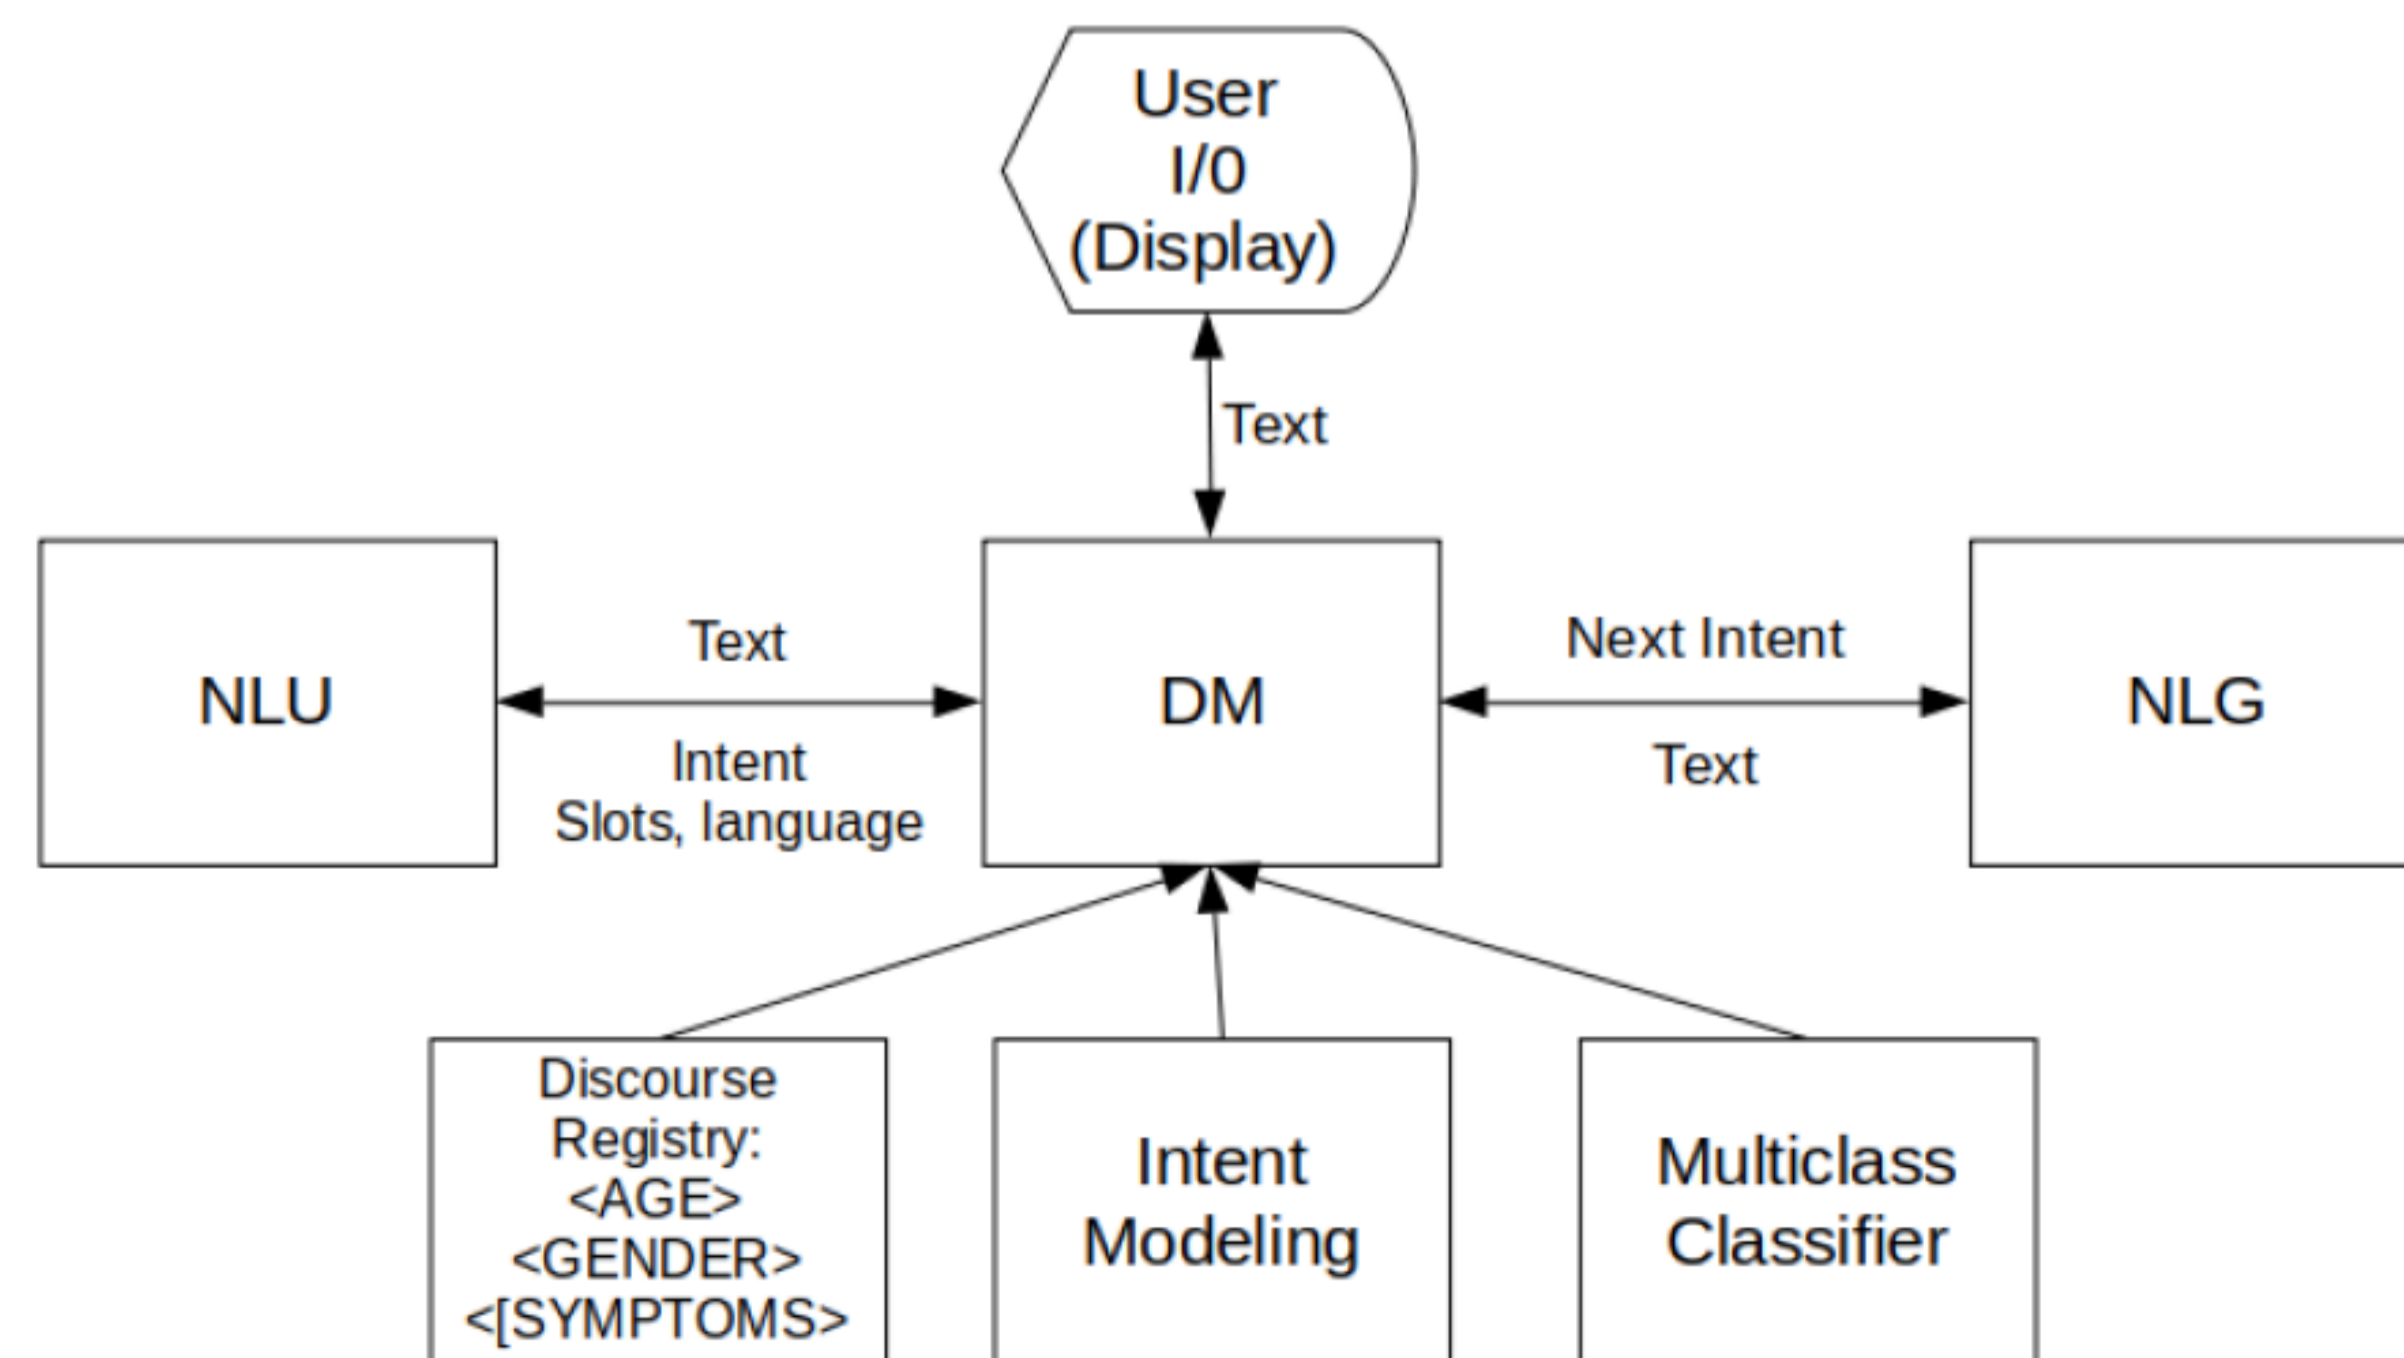 User
I/0
(Display)
Text
NLU
Text
Intent
Slots, language
DM
Next Intent
Text
NLG
Discourse
Registry:
<AGE>
<GENDER>
<[SYMPTOMS>
Intent
Modeling
Multiclass
Classifier